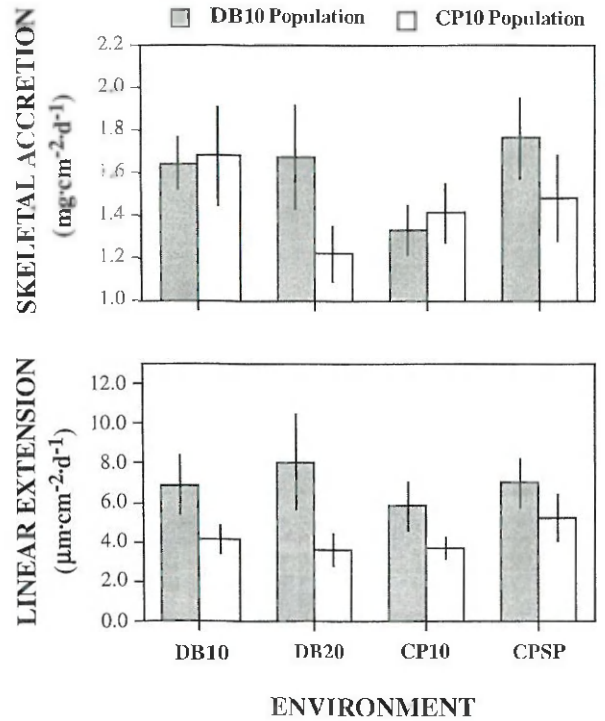 DB10 Population CP10 Population
SKELETAL ACCRETION
(mg·cm-2·d-1)
2.2
2.0
1.8
1.6
1.4
1.2
1.0
LINEAR EXTENSION
(μm·cm-2·d-1)
12.0
10.0
8.0
6.0
4.0
2.0
0.0
DB10 DB20 CP10 CPSP
ENVIRONMENT